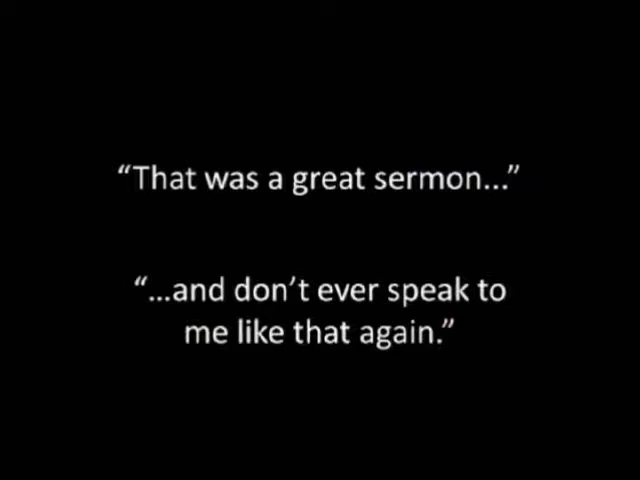 “That was a great sermon...”
“...and don’t ever speak to
me like that again.”